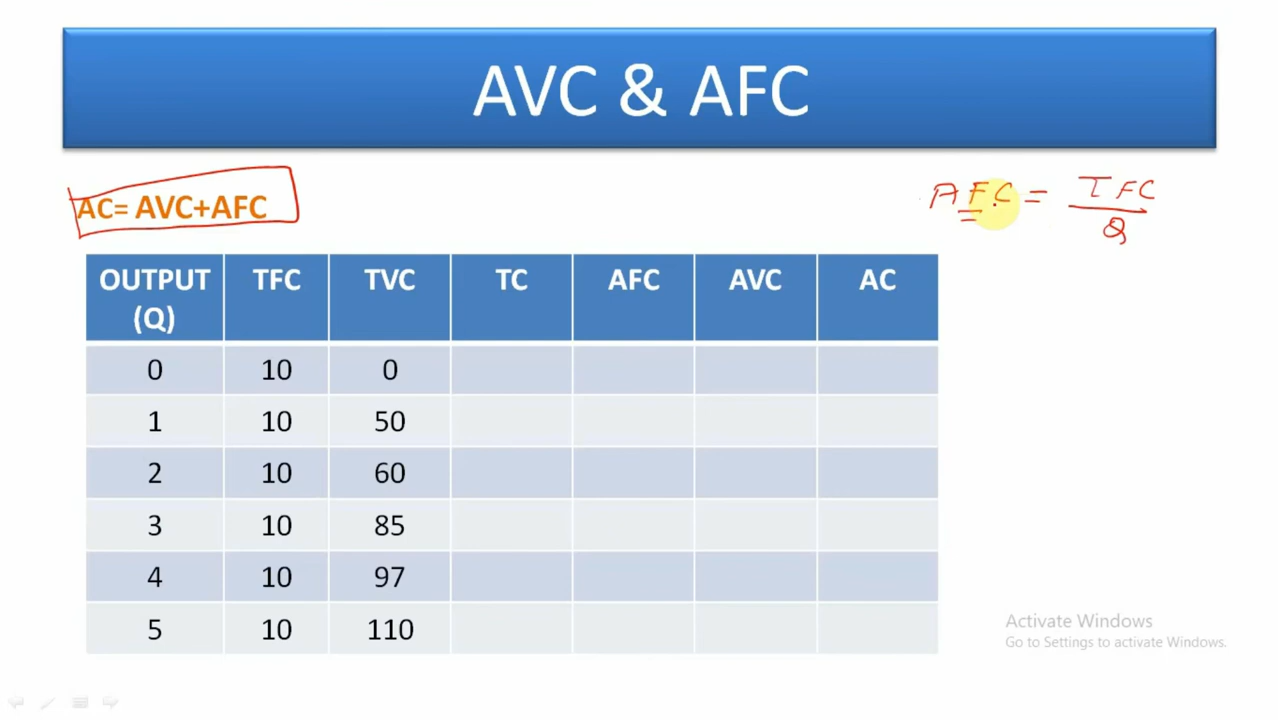 AVC & AFC
AC= AVC+AFC
AFC = TFC
Q
OUTPUT (Q) TFC TVC TC AFC AVC AC
0 10 0
1 10 50
2 10 60
3 10 85
4 10 97
5 10 110
Activate Windows
Go to Settings to activate Windows.